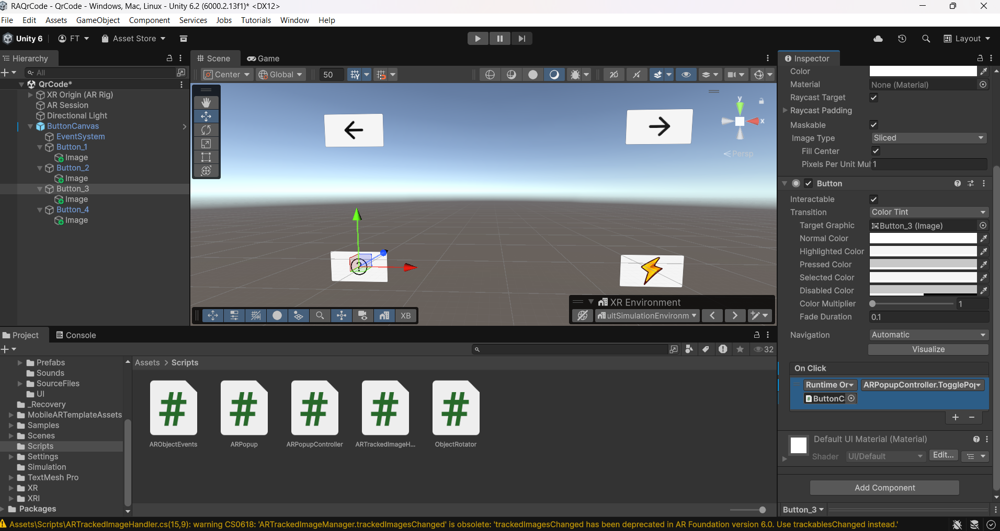 RAQrCode - QrCode - Windows, Mac, Linux - Unity 6.2 (6000.2.13f1)* <DX12>
File Edit Assets GameObject Component Services Jobs Tutorials Window Help
Unity 6 FT Asset Store Layout
Hierarchy
All
QrCode*
XR Origin (AR Rig)
AR Session
Directional Light
ButtonCanvas
EventSystem
Button_1
Image
Button_2
Image
Button_3
Image
Button_4
Image
Scene Game
Center Global 50 2D
y
x
Persp
?
XR Environment
ultSimulationEnvironm
XB
Inspector
Color
Material None (Material)
Raycast Target
Raycast Padding
Maskable
Image Type Sliced
Fill Center
Pixels Per Unit Mul 1
Button
Interactable
Transition Color Tint
Target Graphic Button_3 (Image)
Normal Color
Highlighted Color
Pressed Color
Selected Color
Disabled Color
Color Multiplier 1
Fade Duration 0.1
Navigation Automatic
Visualize
On Click
Runtime Or ARPopupController.TogglePo
ButtonC
+ −
Default UI Material (Material)
Shader UI/Default Edit...
Add Component
Button_3
Project Console
32
Prefabs
Sounds
SourceFiles
UI
_Recovery
MobileARTemplateAssets
Samples
Scenes
Scripts
Settings
Simulation
TextMesh Pro
XR
XRI
Packages
Assets > Scripts
# # # # #
ARObjectEvents ARPopup ARPopupController ARTrackedImageH... ObjectRotator
Assets\Scripts\ARTrackedImageHandler.cs(15,9): warning CS0618: 'ARTrackedImageManager.trackedImagesChanged' is obsolete: 'trackedImagesChanged has been deprecated in AR Foundation version 6.0. Use trackablesChanged instead.'